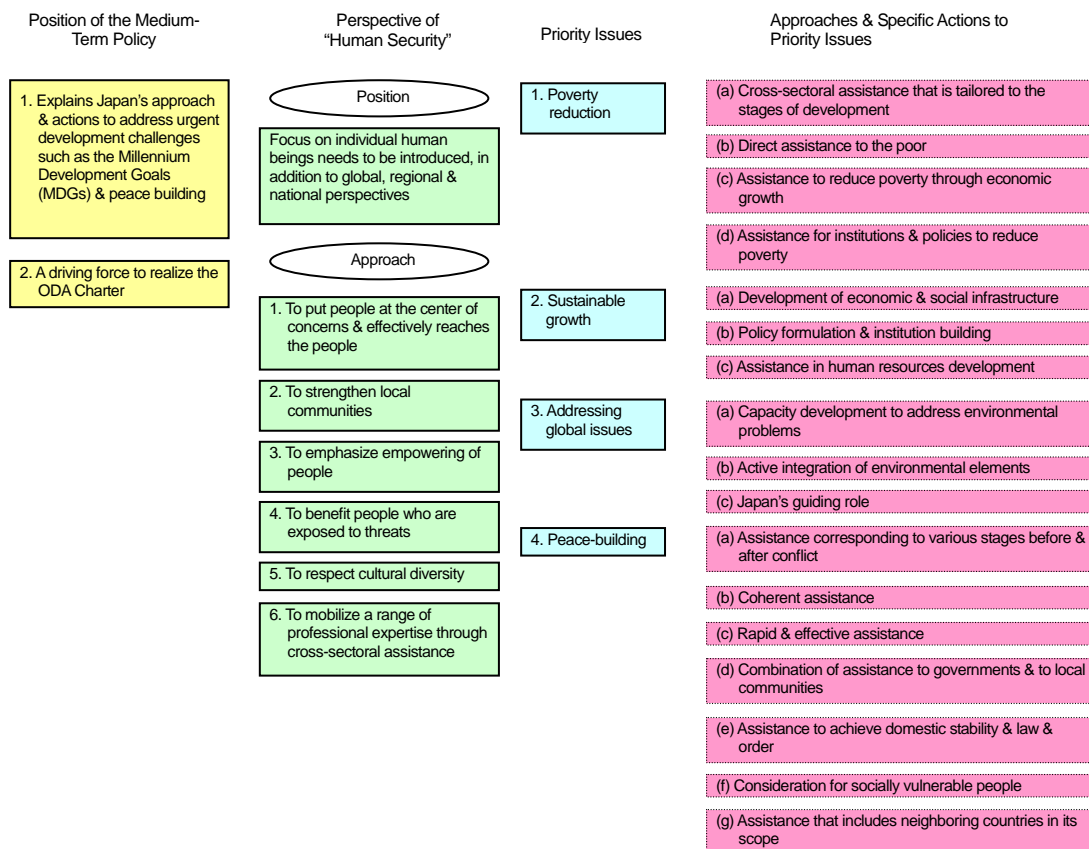 Position of the Medium-
Term Policy
1. Explains Japan's approach
& actions to address urgent
development challenges
such as the Millennium
Development Goals
(MDGs) & peace building
2. A driving force to realize the
ODA Charter
Perspective of
“Human Security”
Position
Focus on individual human
beings needs to be introduced, in
addition to global, regional &
national perspectives
Approach
1. To put people at the center of
concerns & effectively reaches
the people
2. To strengthen local
communities
3. To emphasize empowering of
people
4. To benefit people who are
exposed to threats
5. To respect cultural diversity
6. To mobilize a range of
professional expertise through
cross-sectoral assistance
Priority Issues
1. Poverty
reduction
2. Sustainable
growth
3. Addressing
global issues
4. Peace-building
Approaches & Specific Actions to
Priority Issues
(a) Cross-sectoral assistance that is tailored to the
stages of development
(b) Direct assistance to the poor
(c) Assistance to reduce poverty through economic
growth
(d) Assistance for institutions & policies to reduce
poverty
(a) Development of economic & social infrastructure
(b) Policy formulation & institution building
(c) Assistance in human resources development
(a) Capacity development to address environmental
problems
(b) Active integration of environmental elements
(c) Japan's guiding role
(a) Assistance corresponding to various stages before &
after conflict
(b) Coherent assistance
(c) Rapid & effective assistance
(d) Combination of assistance to governments & to local
communities
(e) Assistance to achieve domestic stability & law &
order
(f) Consideration for socially vulnerable people
(g) Assistance that includes neighboring countries in its
scope